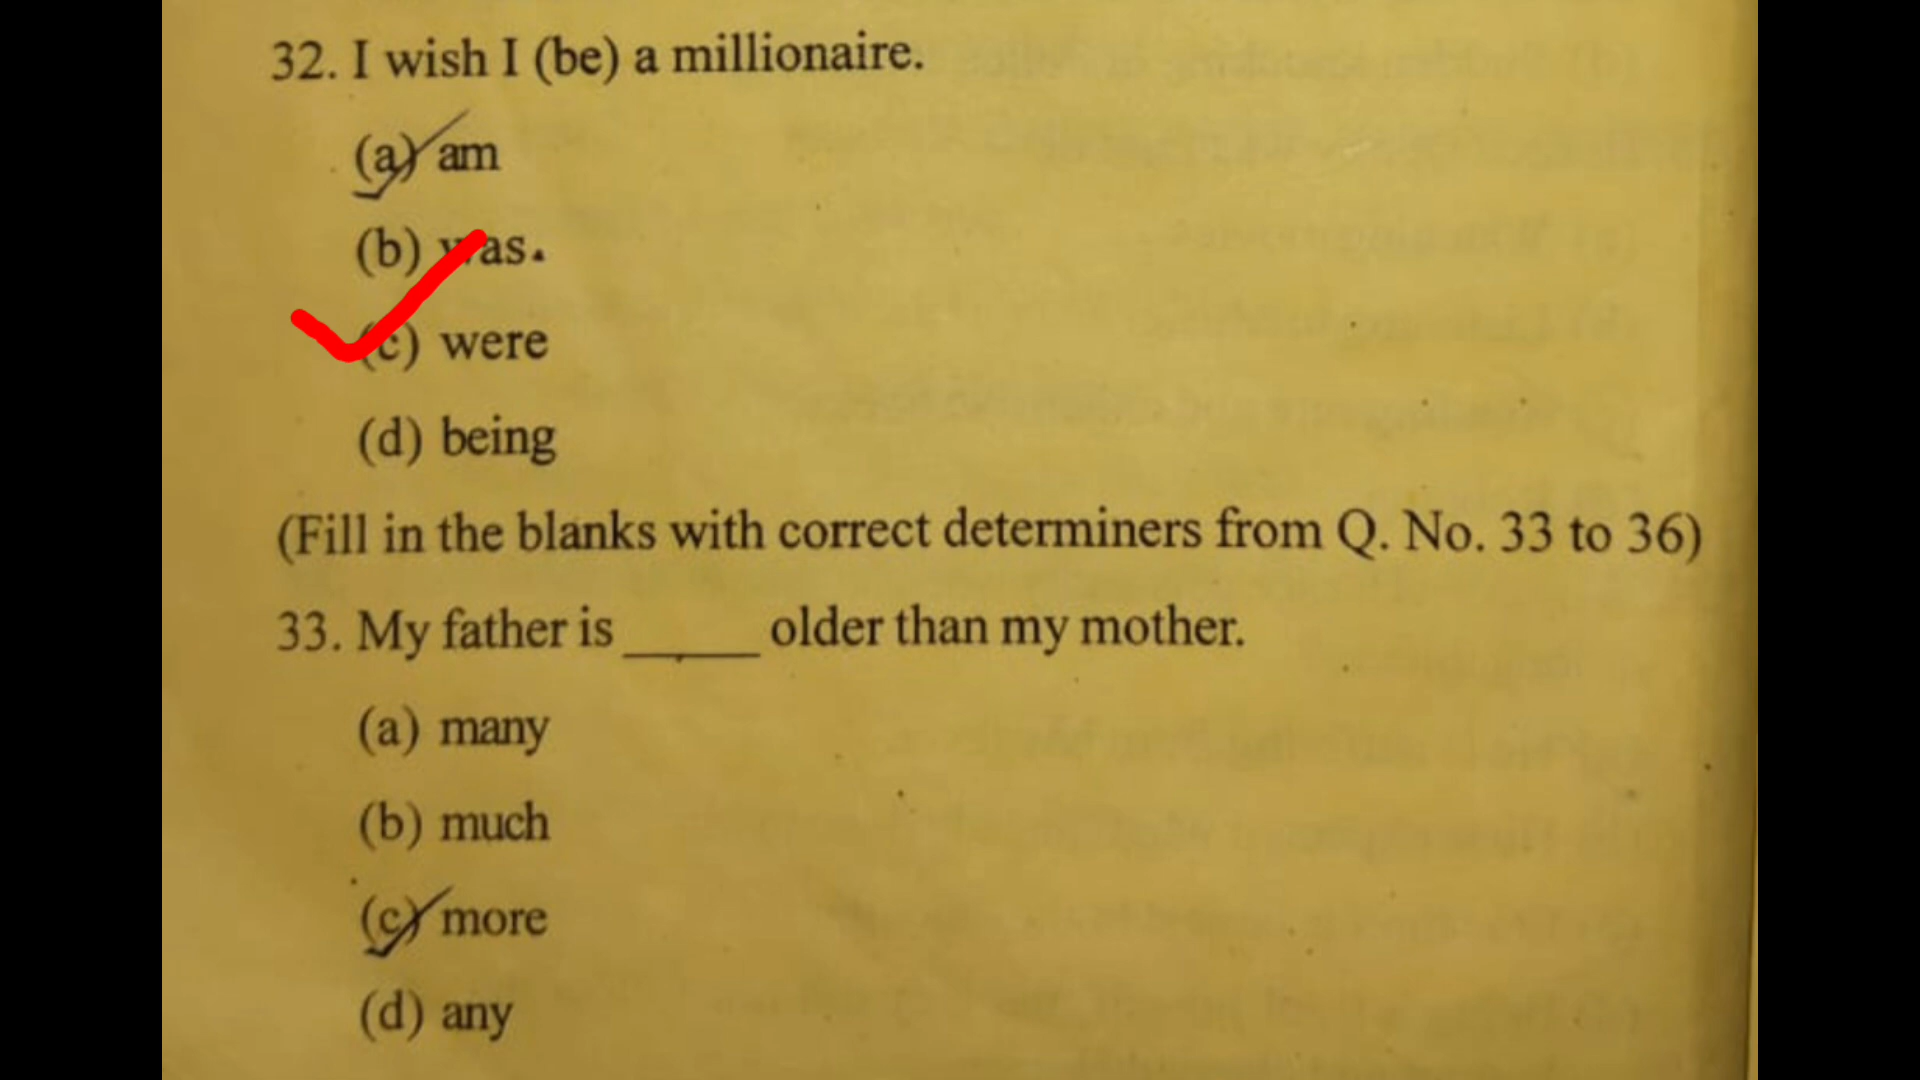 32. I wish I (be) a millionaire.
(a) am
(b) was.
(c) were
(d) being
(Fill in the blanks with correct determiners from Q. No. 33 to 36)
33. My father is _____ older than my mother.
(a) many
(b) much
(c) more
(d) any